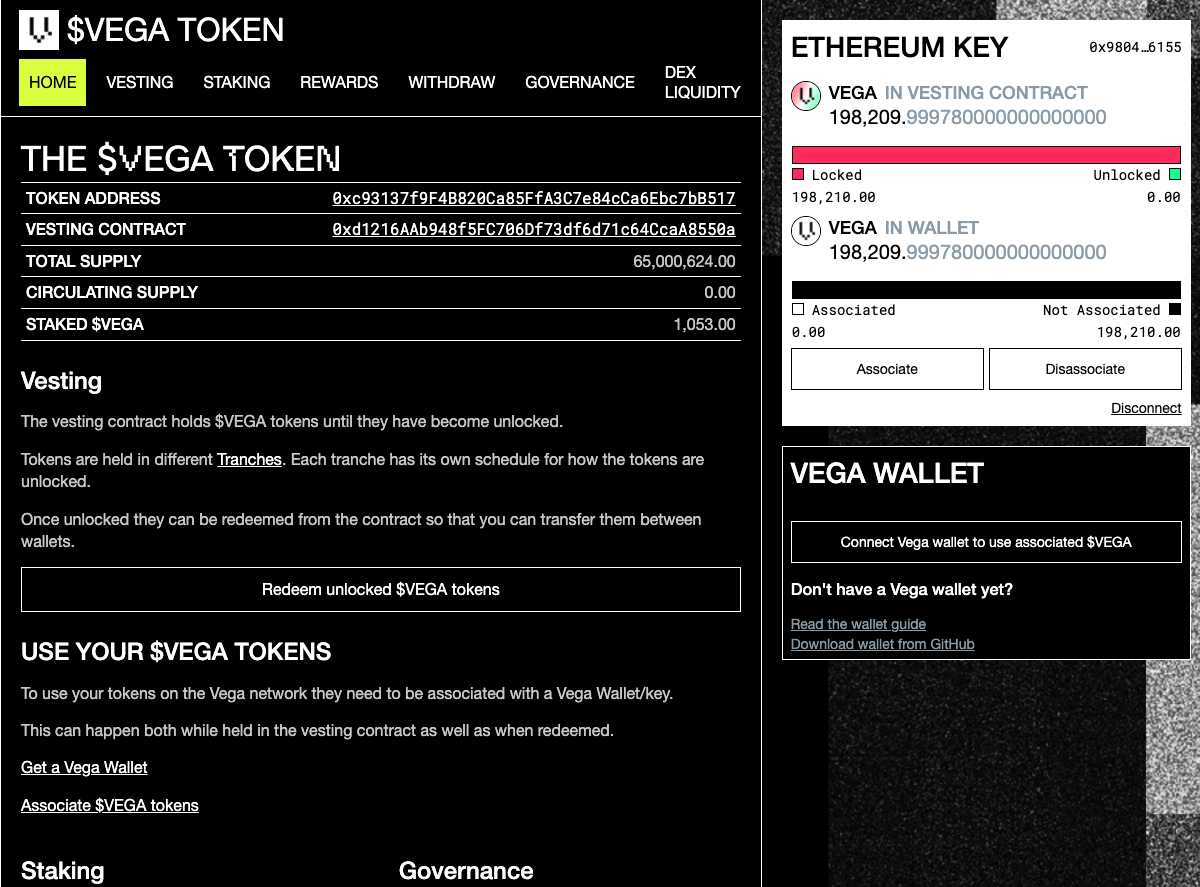 $VEGA TOKEN
HOME VESTING STAKING REWARDS WITHDRAW GOVERNANCE DEX LIQUIDITY
THE $VEGA TOKEN
TOKEN ADDRESS 0xc93137f9F4B820Ca85FfA3C7e84cCa6Ebc7bB517
VESTING CONTRACT 0xd1216AAb948f5FC706Df73df6d71c64CcaA8550a
TOTAL SUPPLY 65,000,624.00
CIRCULATING SUPPLY 0.00
STAKED $VEGA 1,053.00
Vesting
The vesting contract holds $VEGA tokens until they have become unlocked.
Tokens are held in different Tranches. Each tranche has its own schedule for how the tokens are
unlocked.
Once unlocked they can be redeemed from the contract so that you can transfer them between
wallets.
Redeem unlocked $VEGA tokens
USE YOUR $VEGA TOKENS
To use your tokens on the Vega network they need to be associated with a Vega Wallet/key.
This can happen both while held in the vesting contract as well as when redeemed.
Get a Vega Wallet
Associate $VEGA tokens
Staking Governance
ETHEREUM KEY 0x9804…6155
VEGA IN VESTING CONTRACT
198,209.999780000000000000
Locked Unlocked
198,210.00 0.00
VEGA IN WALLET
198,209.999780000000000000
Associated Not Associated
0.00 198,210.00
Associate Disassociate
Disconnect
VEGA WALLET
Connect Vega wallet to use associated $VEGA
Don't have a Vega wallet yet?
Read the wallet guide
Download wallet from GitHub